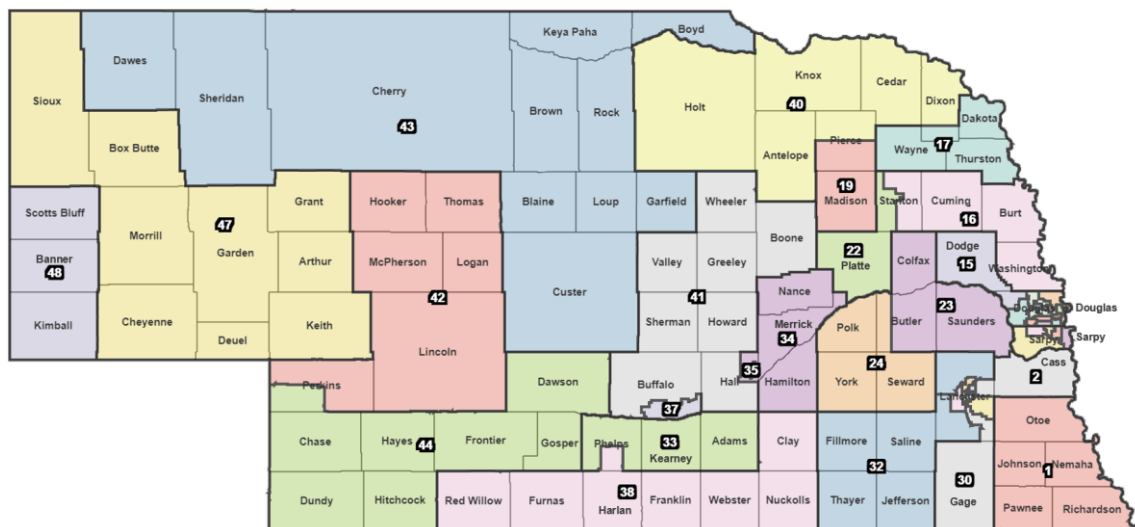 Keya Paha
Boyd
Dawes
Sioux
Sheridan
Cherry
43
Brown
Rock
Holt
Knox
40
Cedar
Dixon
Dakota
Box Butte
Antelope
Pierce
Wayne
17
Thurston
Scotts Bluff
47
Grant
Hooker
Thomas
Blaine
Loup
Garfield
Wheeler
19
Madison
Stanton
Cuming
16
Burt
Morrill
Garden
Banner
48
Arthur
McPherson
Logan
42
Custer
Valley
Greeley
41
Boone
22
Platte
Colfax
Dodge
15
Washington
Nance
Kimball
Cheyenne
Keith
Deuel
Lincoln
Sherman
Howard
Merrick
34
Polk
Butler
23
Saunders
Douglas
Douglas
Sarpy
Sarpy
Perkins
Dawson
Buffalo
37
Hall
35
Hamilton
24
York
Seward
Lancaster
Cass
2
Otoe
Chase
Hayes
44
Frontier
Gosper
Phelps
33
Kearney
Adams
Clay
Fillmore
Saline
32
30
Gage
Johnson
Nemaha
1
Dundy
Hitchcock
Red Willow
Furnas
38
Harlan
Franklin
Webster
Nuckolls
Thayer
Jefferson
Pawnee
Richardson